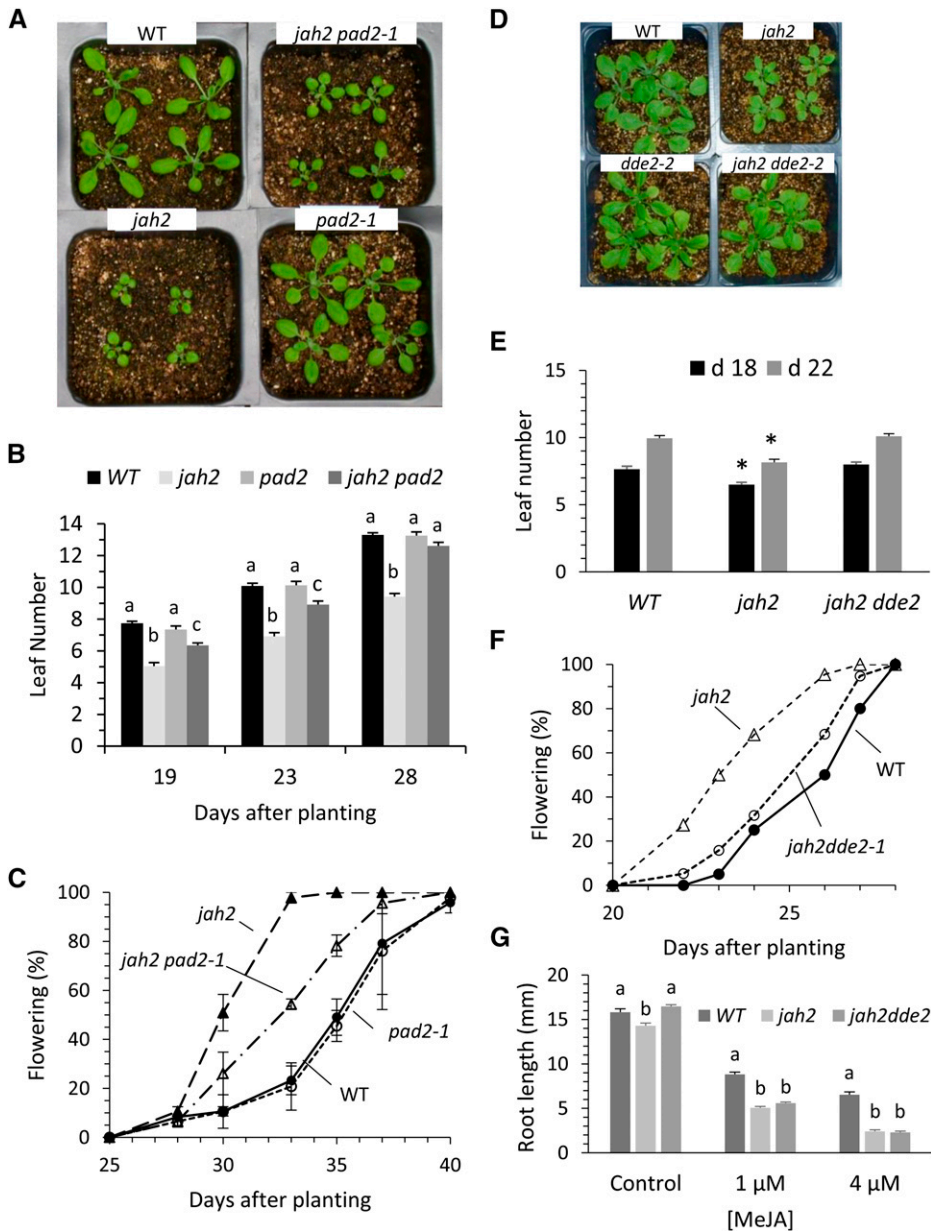 A
WT
jah2 pad2-1
jah2
pad2-1
B
WT
jah2
pad2
jah2 pad2
Leaf Number
14
12
10
8
6
4
2
0
a
b
a
c
a
b
a
c
a
b
a
a
19
23
28
Days after planting
C
Flowering (%)
100
80
60
40
20
0
jah2
jah2 pad2-1
pad2-1
WT
25
30
35
40
Days after planting
D
WT
jah2
dde2-2
jah2 dde2-2
E
d 18
d 22
Leaf number
15
10
5
0
*
*
WT
jah2
jah2 dde2
F
Flowering (%)
100
80
60
40
20
0
jah2
WT
jah2dde2-1
20
25
Days after planting
G
Root length (mm)
20
15
10
5
0
WT
jah2
jah2dde2
a
b
a
a
b
b
a
b
b
Control
1 μM
4 μM
[MeJA]